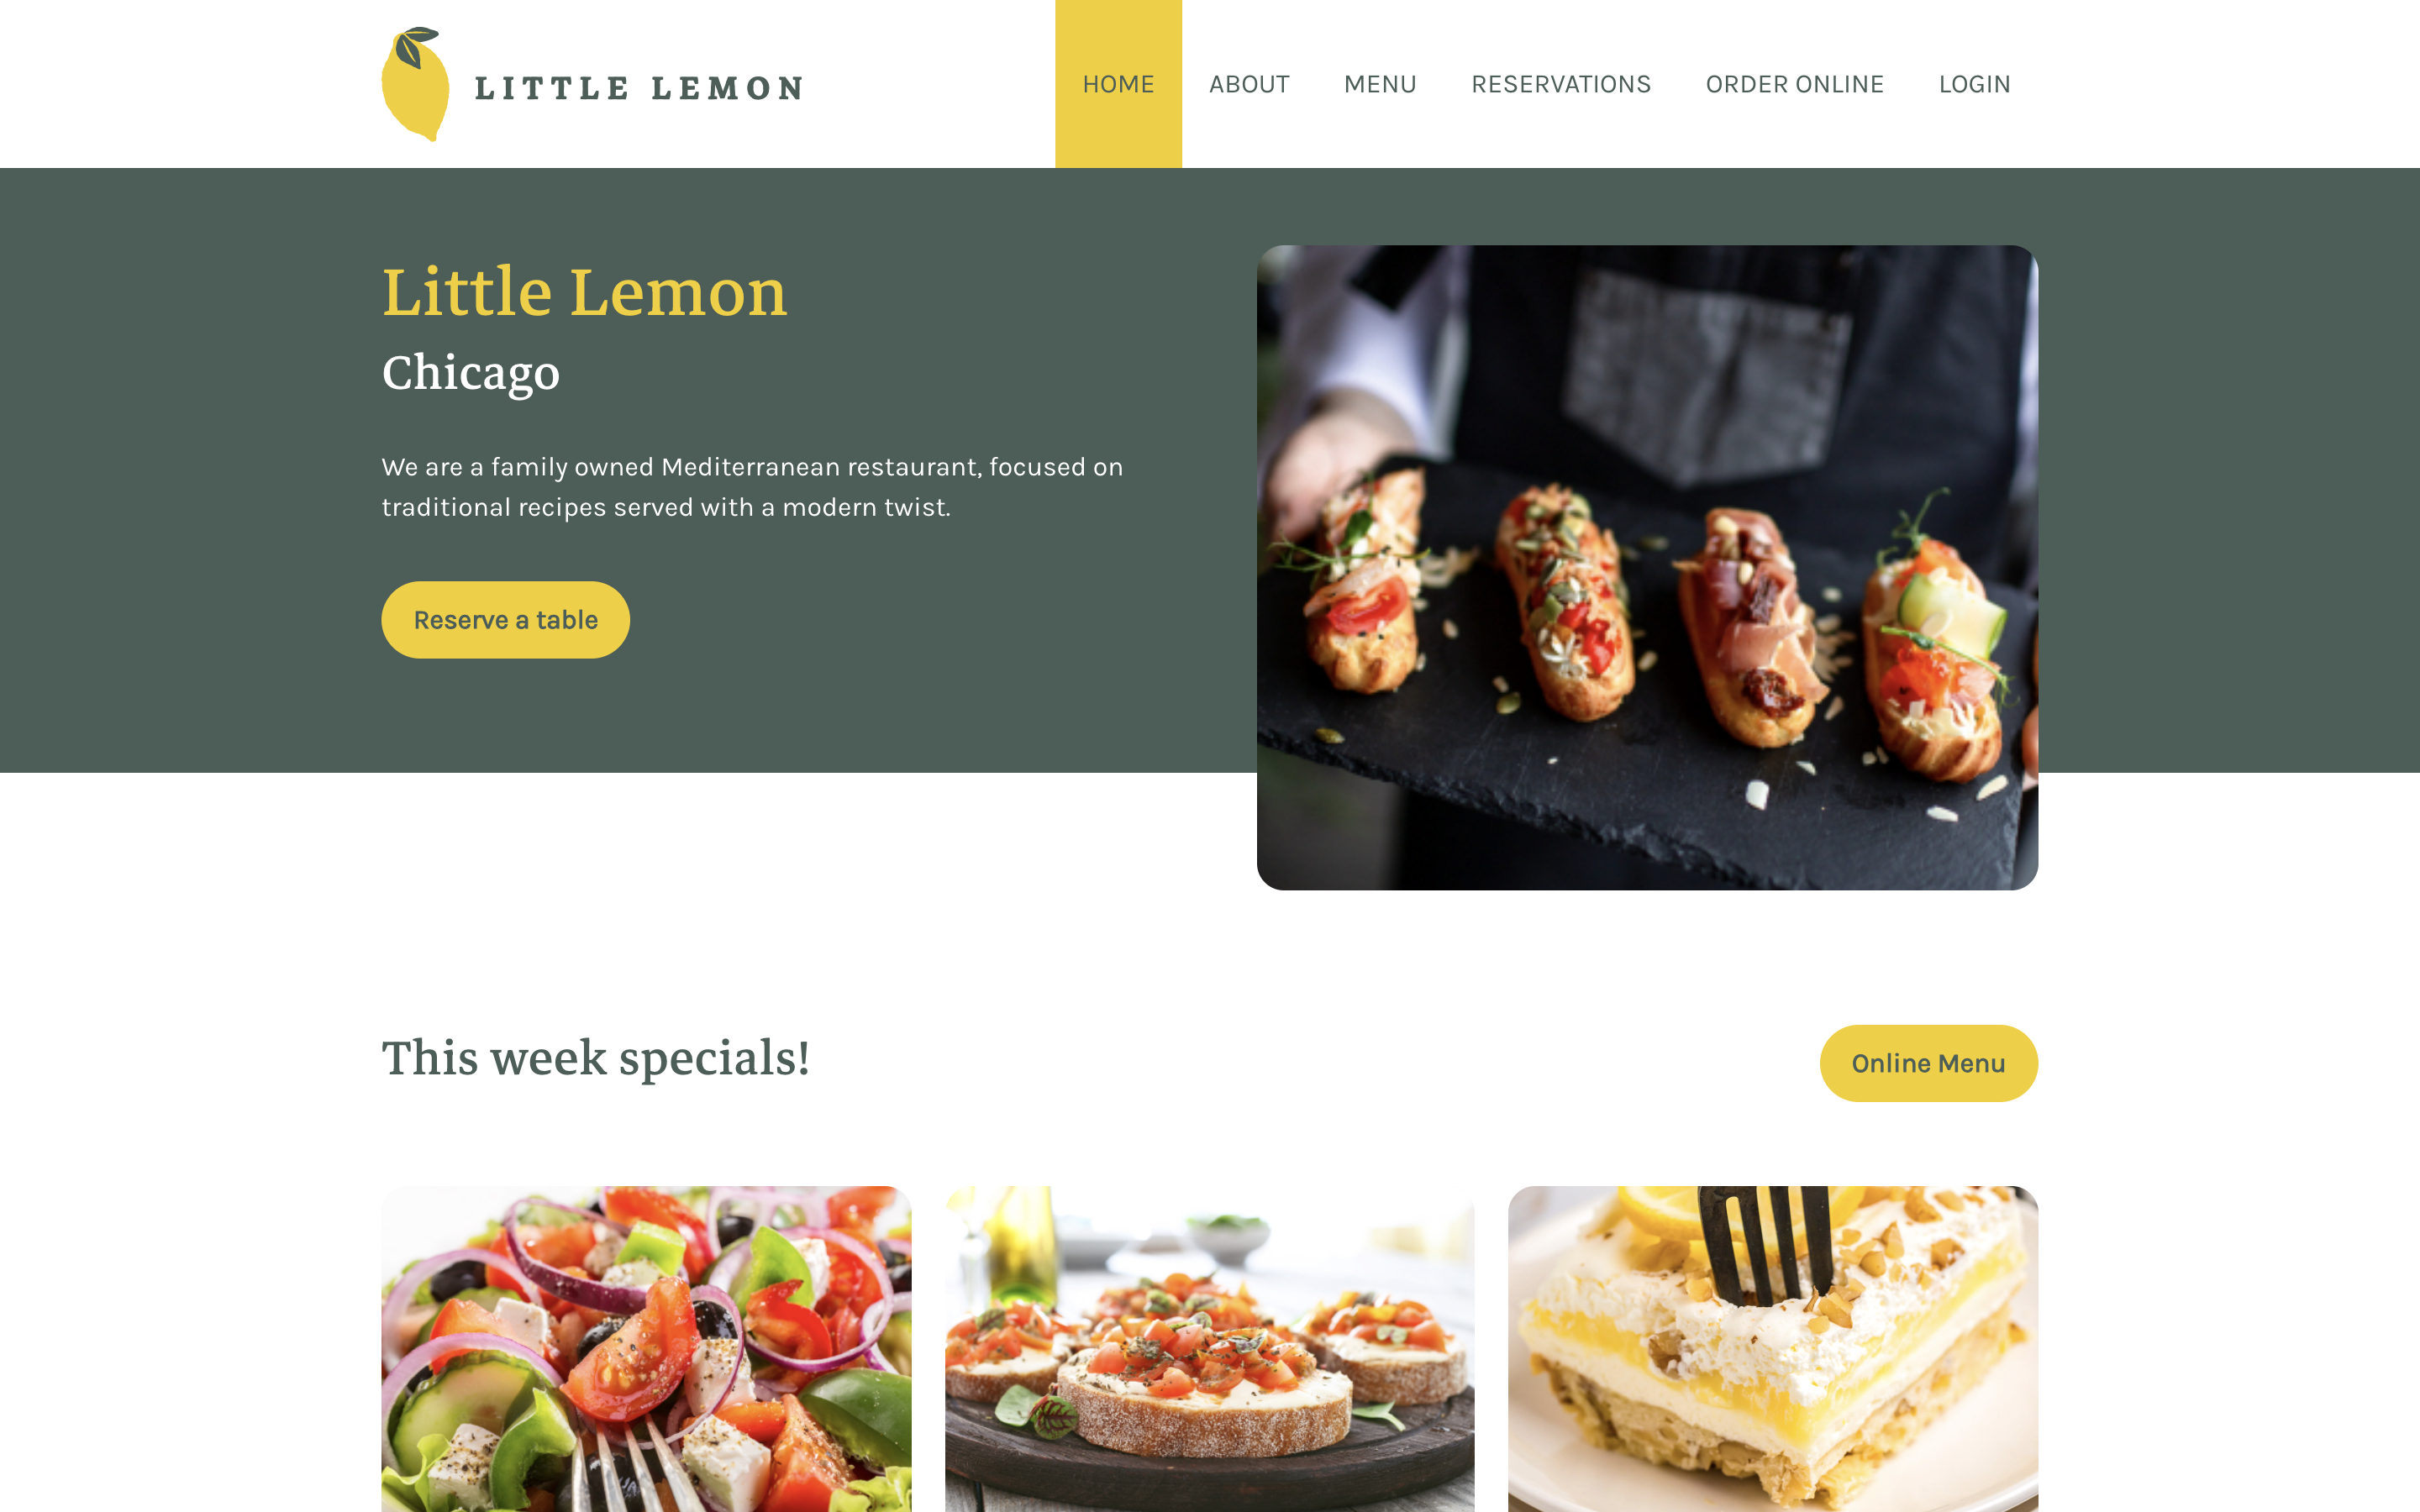 LITTLE LEMON
HOME ABOUT MENU RESERVATIONS ORDER ONLINE LOGIN
Little Lemon
Chicago
We are a family owned Mediterranean restaurant, focused on
traditional recipes served with a modern twist.
Reserve a table
This week specials!
Online Menu